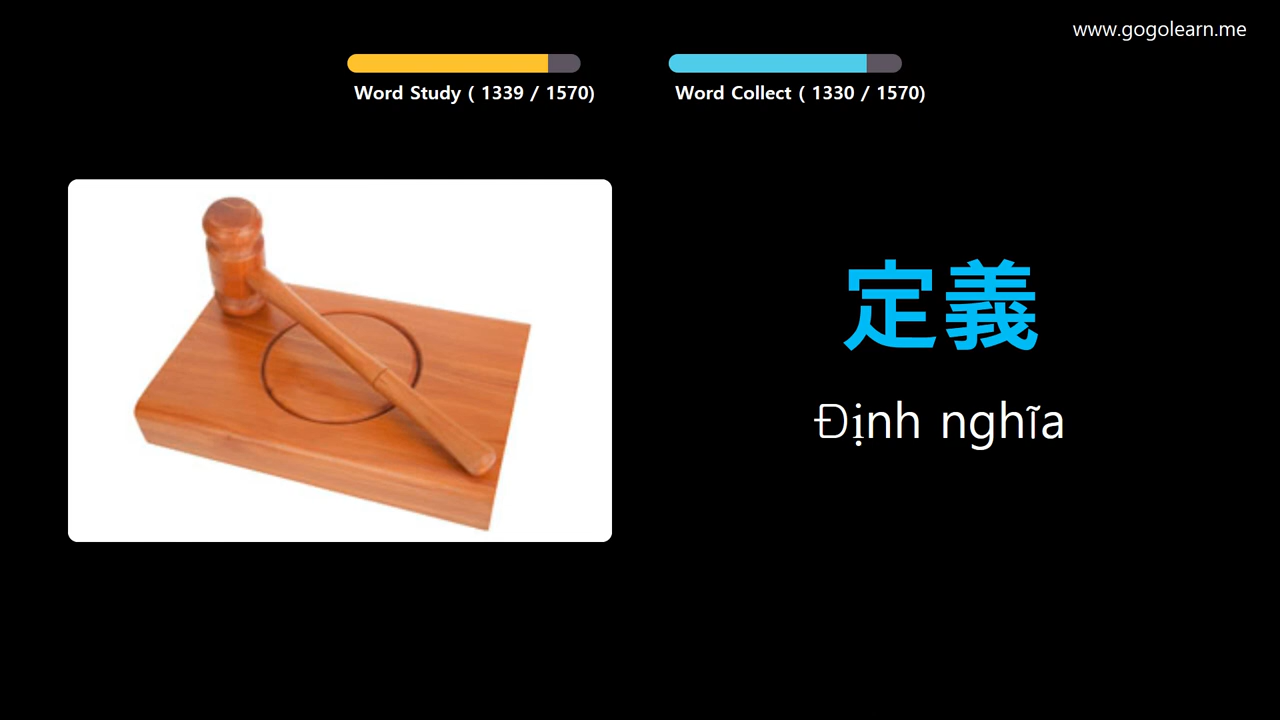 www.gogolearn.me
Word Study ( 1339 / 1570)
Word Collect ( 1330 / 1570)
定義
Định nghĩa